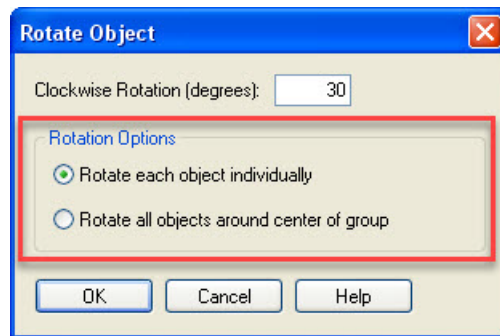 Rotate Object
Clockwise Rotation (degrees): 30
Rotation Options
Rotate each object individually
Rotate all objects around center of group
OK Cancel Help